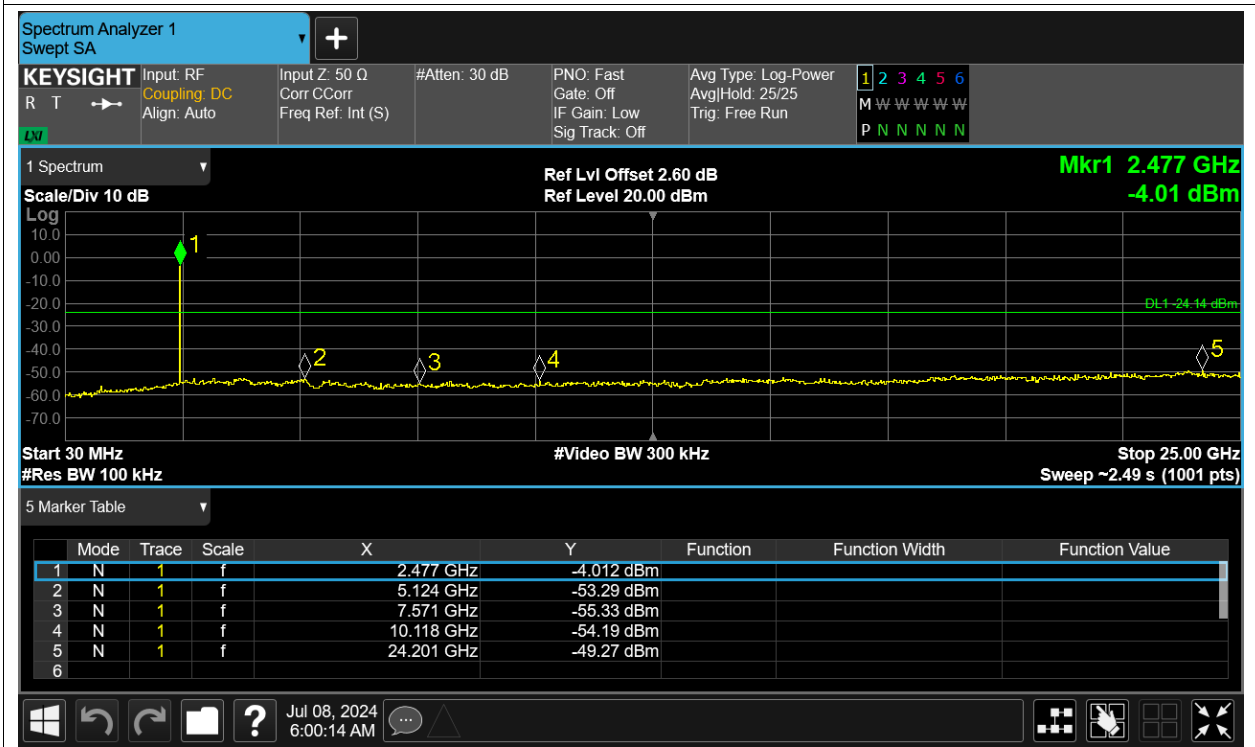 Spectrum Analyzer 1
Swept SA
KEYSIGHT
R T
LXI
Input: RF
Coupling: DC
Align: Auto
Input Z: 50 Ω
Corr CCorr
Freq Ref: Int (S)
#Atten: 30 dB
PNO: Fast
Gate: Off
IF Gain: Low
Sig Track: Off
Avg Type: Log-Power
Avg|Hold: 25/25
Trig: Free Run
1 2 3 4 5 6
M W W W W W
P N N N N N
1 Spectrum
Scale/Div 10 dB
Ref Lvl Offset 2.60 dB
Ref Level 20.00 dBm
Mkr1 2.477 GHz
-4.01 dBm
Log
10.0
0.00
-10.0
-20.0
-30.0
-40.0
-50.0
-60.0
-70.0
1
2
3
4
5
DL1 -24.14 dBm
Start 30 MHz
#Res BW 100 kHz
#Video BW 300 kHz
Stop 25.00 GHz
Sweep ~2.49 s (1001 pts)
5 Marker Table
Mode Trace Scale X Y Function Function Width Function Value
1 N 1 f 2.477 GHz -4.012 dBm
2 N 1 f 5.124 GHz -53.29 dBm
3 N 1 f 7.571 GHz -55.33 dBm
4 N 1 f 10.118 GHz -54.19 dBm
5 N 1 f 24.201 GHz -49.27 dBm
6
?
Jul 08, 2024
6:00:14 AM